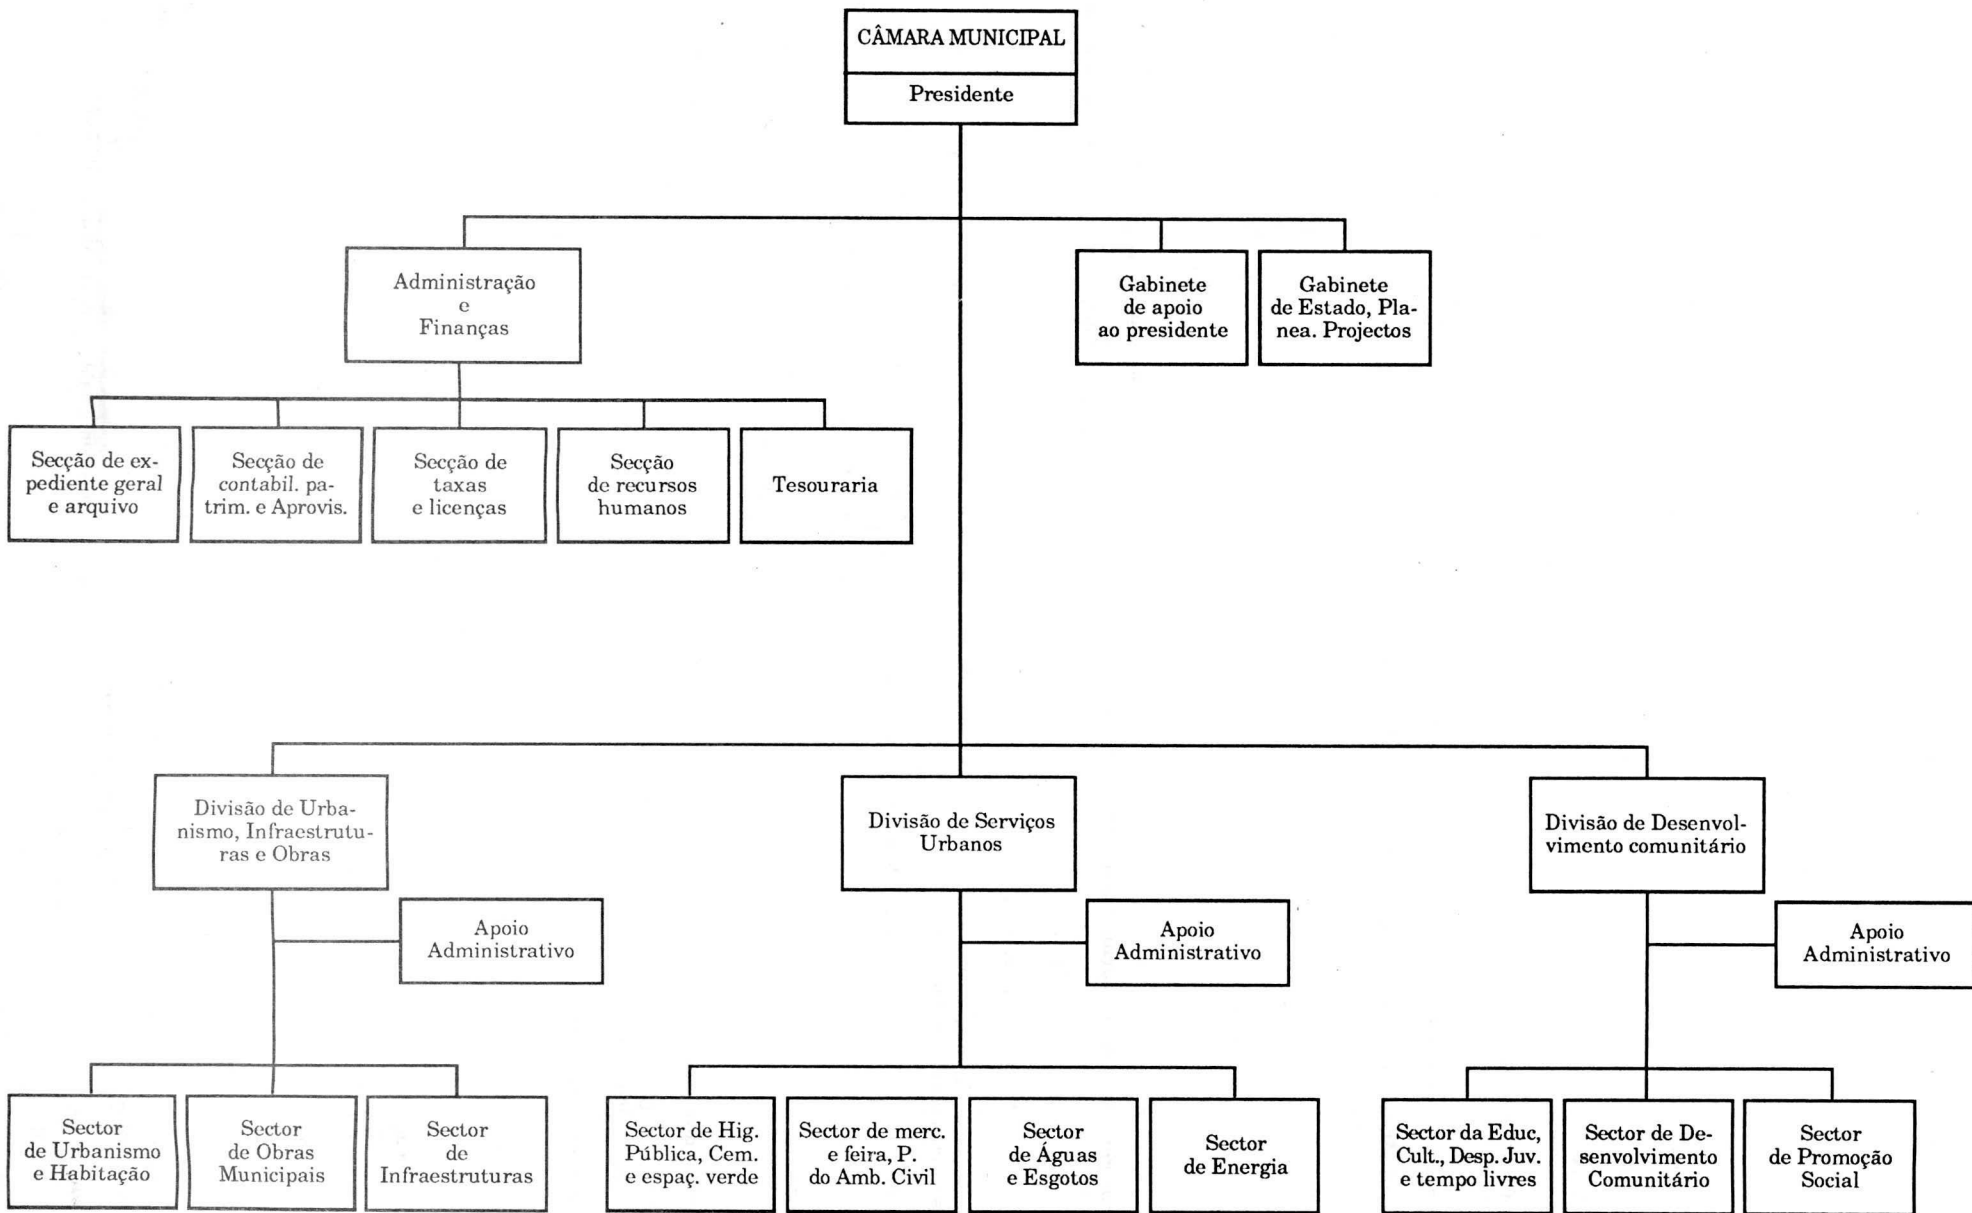 CÂMARA MUNICIPAL
Presidente
Administração
e
Finanças
Gabinete
de apoio
ao presidente
Gabinete
de Estado, Pla-
nea. Projectos
Secção de ex-
pediente geral
e arquivo
Secção de
contabil. pa-
trim. e Aprovis.
Secção de
taxas
e licenças
Secção
de recursos
humanos
Tesouraria
Divisão de Urba-
nismo, Infraestrutu-
ras e Obras
Divisão de Serviços
Urbanos
Divisão de Desenvol-
vimento comunitário
Apoio
Administrativo
Apoio
Administrativo
Apoio
Administrativo
Sector
de Urbanismo
e Habitação
Sector
de Obras
Municipais
Sector
de
Infraestruturas
Sector de Hig.
Pública, Cem.
e espaç. verde
Sector de merc.
e feira, P.
do Amb. Civil
Sector
de Águas
e Esgotos
Sector
de Energia
Sector da Educ,
Cult., Desp. Juv.
e tempo livres
Sector de De-
senvolvimento
Comunitário
Sector
de Promoção
Social